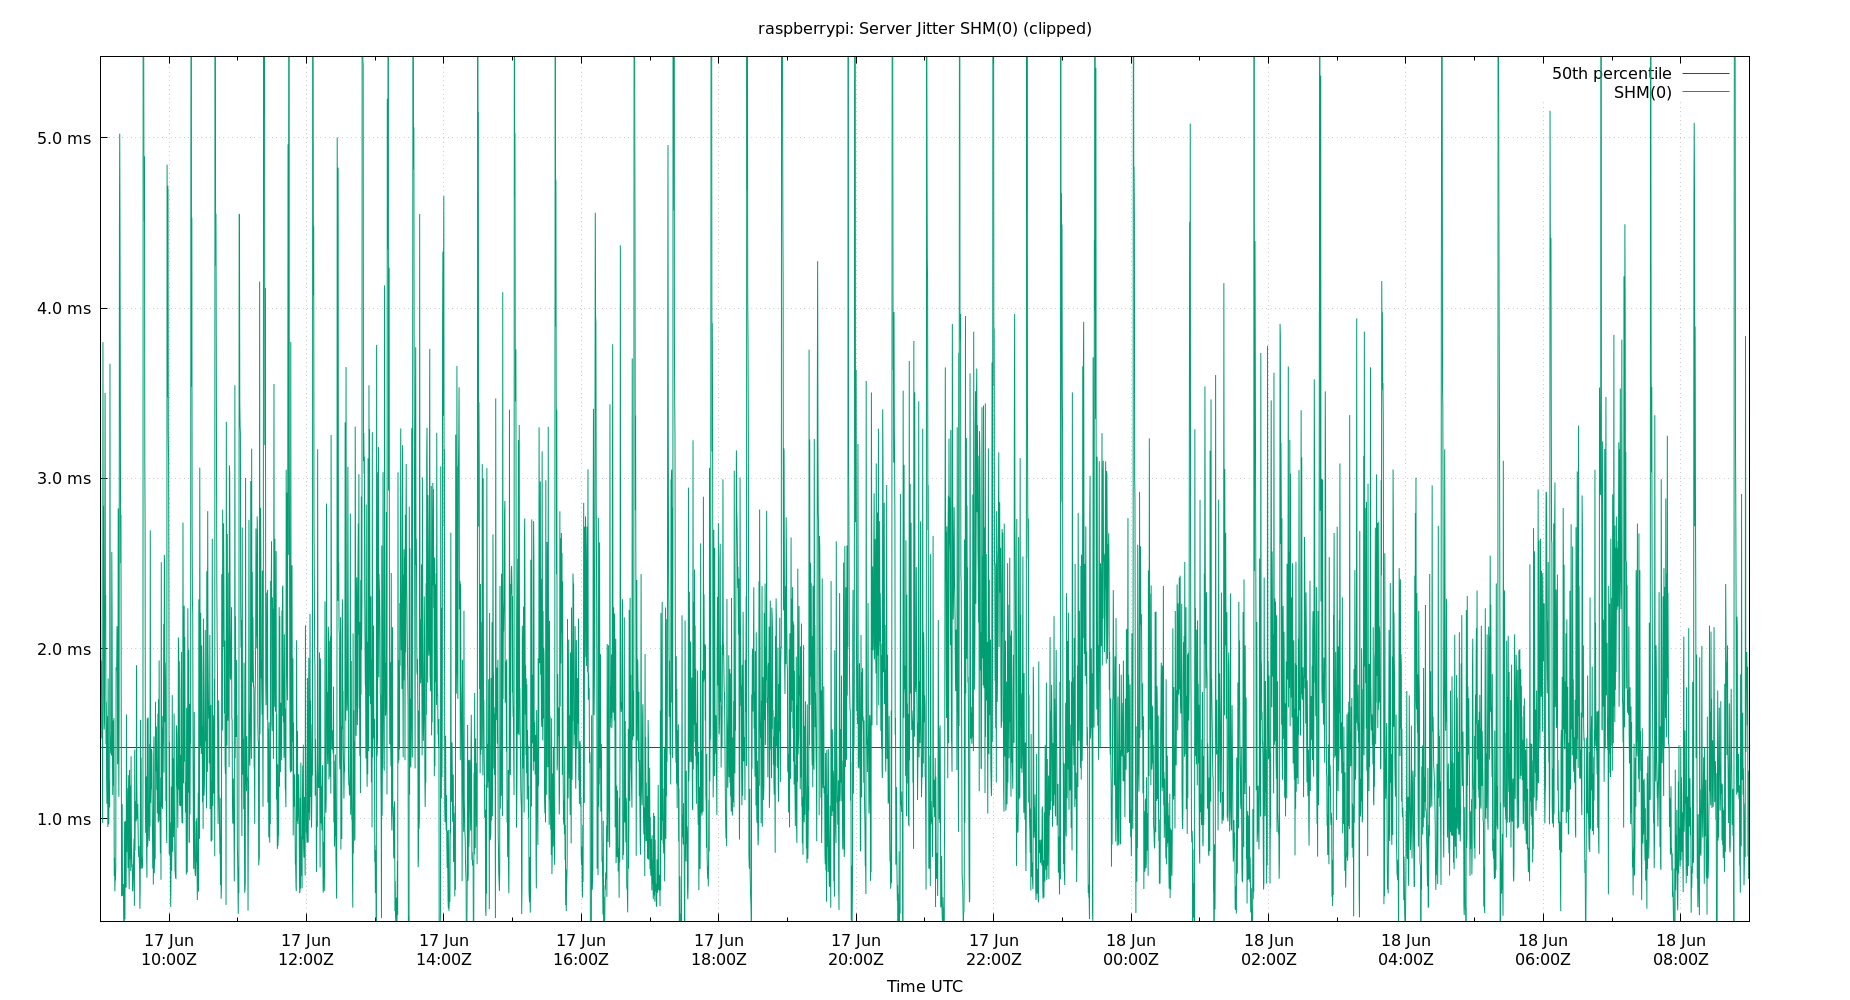 raspberrypi: Server Jitter SHM(0) (clipped)
50th percentile
SHM(0)
5.0 ms
4.0 ms
3.0 ms
2.0 ms
1.0 ms
17 Jun 17 Jun 17 Jun 17 Jun 17 Jun 17 Jun 17 Jun 18 Jun 18 Jun 18 Jun 18 Jun 18 Jun
10:00Z 12:00Z 14:00Z 16:00Z 18:00Z 20:00Z 22:00Z 00:00Z 02:00Z 04:00Z 06:00Z 08:00Z
Time UTC